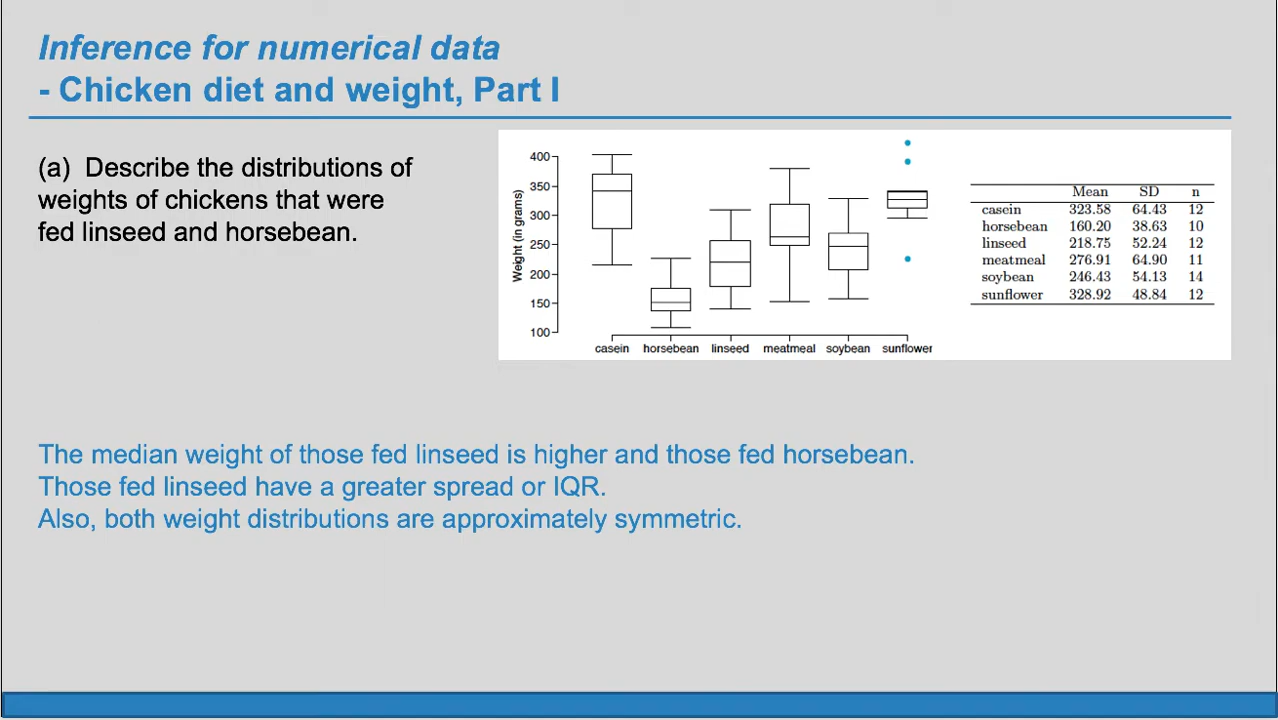 Inference for numerical data
- Chicken diet and weight, Part I
(a) Describe the distributions of
weights of chickens that were
fed linseed and horsebean.
Weight (in grams)
400
350
300
250
200
150
100
casein horsebean linseed meatmeal soybean sunflower
Mean SD n
casein 323.58 64.43 12
horsebean 160.20 38.63 10
linseed 218.75 52.24 12
meatmeal 276.91 64.90 11
soybean 246.43 54.13 14
sunflower 328.92 48.84 12
The median weight of those fed linseed is higher and those fed horsebean.
Those fed linseed have a greater spread or IQR.
Also, both weight distributions are approximately symmetric.